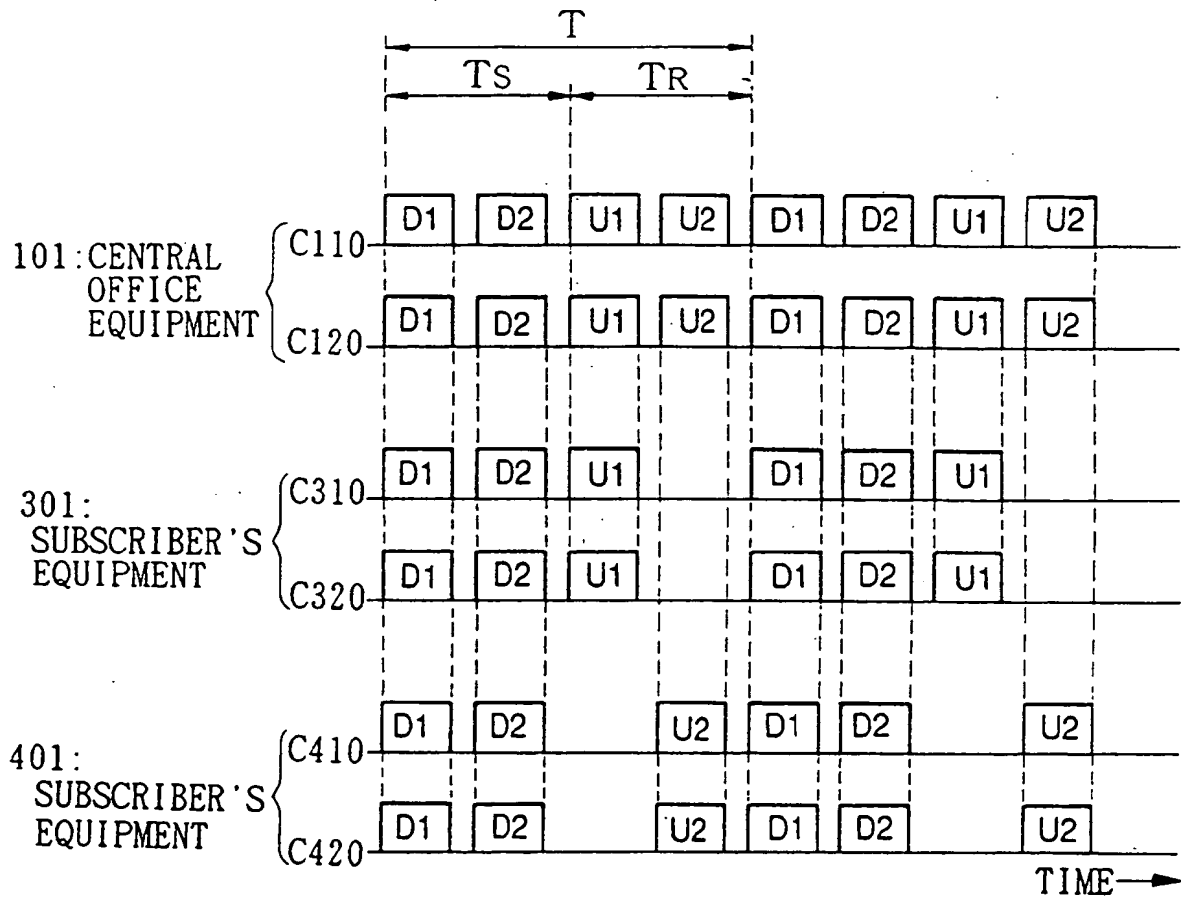 T
TS TR
C110 D1 D2 U1 U2 D1 D2 U1 U2
101:CENTRAL
OFFICE
EQUIPMENT
C120 D1 D2 U1 U2 D1 D2 U1 U2
C310 D1 D2 U1 D1 D2 U1
301:
SUBSCRIBER'S
EQUIPMENT
C320 D1 D2 U1 D1 D2 U1
C410 D1 D2 U2 D1 D2 U2
401:
SUBSCRIBER'S
EQUIPMENT
C420 D1 D2 U2 D1 D2 U2
TIME